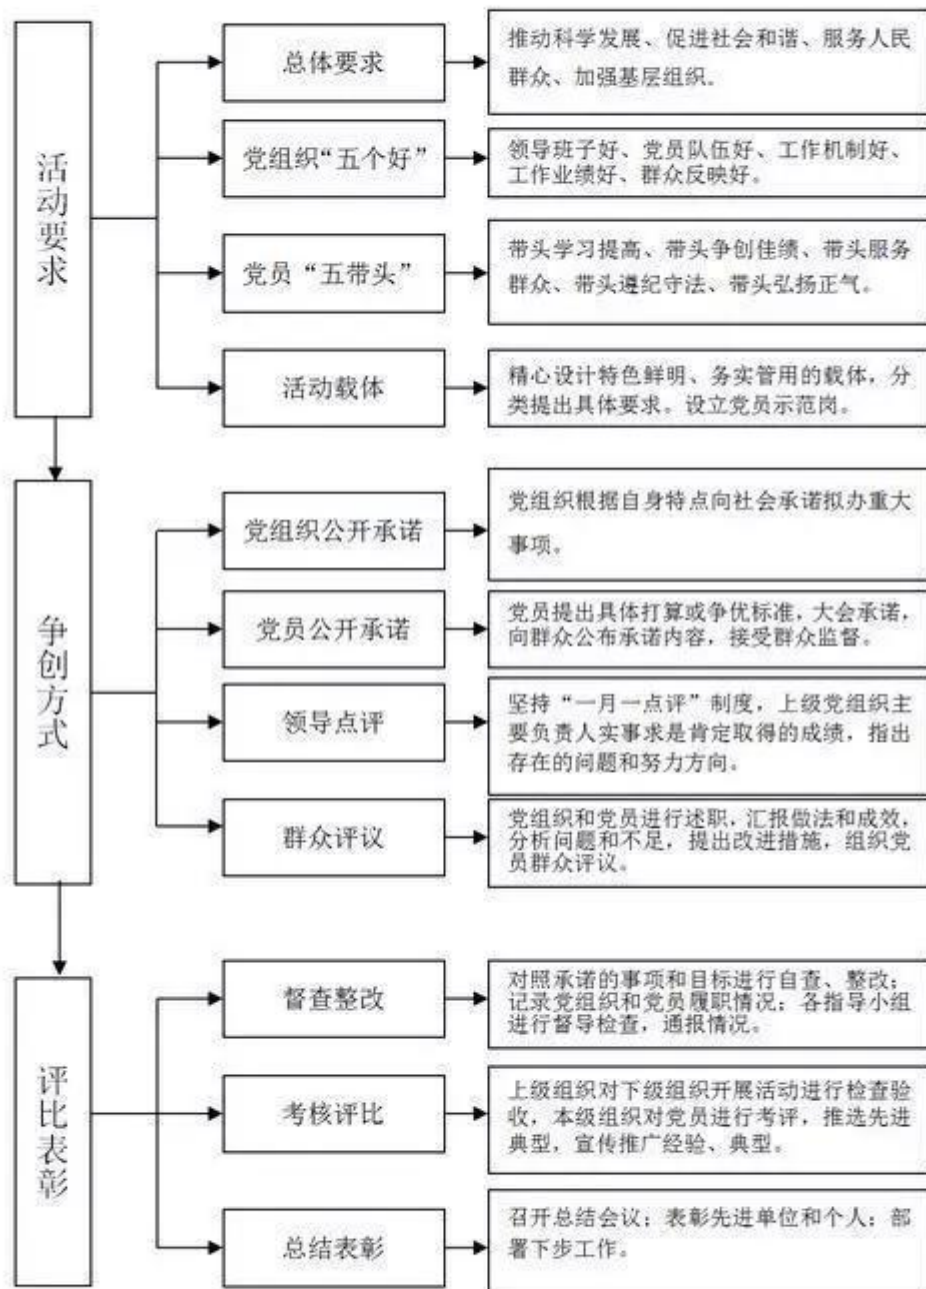 活动要求
总体要求
推动科学发展、促进社会和谐、服务人民
群众、加强基层组织.
党组织“五个好”
领导班子好、党员队伍好、工作机制好、
工作业绩好、群众反映好。
党员“五带头”
带头学习提高、带头争创佳绩、带头服务
群众、带头遵纪守法、带头弘扬正气。
活动载体
精心设计特色鲜明、务实管用的载体，分
类提出具体要求。设立党员示范岗。
争创方式
党组织公开承诺
党组织根据自身特点向社会承诺拟办重大
事项。
党员公开承诺
党员提出具体打算或争优标准，大会承诺，
向群众公布承诺内容，接受群众监督。
领导点评
坚持“一月一点评”制度，上级党组织主
要负责人实事求是肯定取得的成绩，指出
存在的问题和努力方向。
群众评议
党组织和党员进行述职，汇报做法和成效，
分析问题和不足，提出改进措施，组织党
员群众评议。
评比表彰
督查整改
对照承诺的事项和目标进行自查、整改；
记录党组织和党员履职情况；各指导小组
进行督导检查，通报情况。
考核评比
上级组织对下级组织开展活动进行检查验
收，本级组织对党员进行考评，推选先进
典型，宣传推广经验、典型。
总结表彰
召开总结会议；表彰先进单位和个人；部
署下步工作。